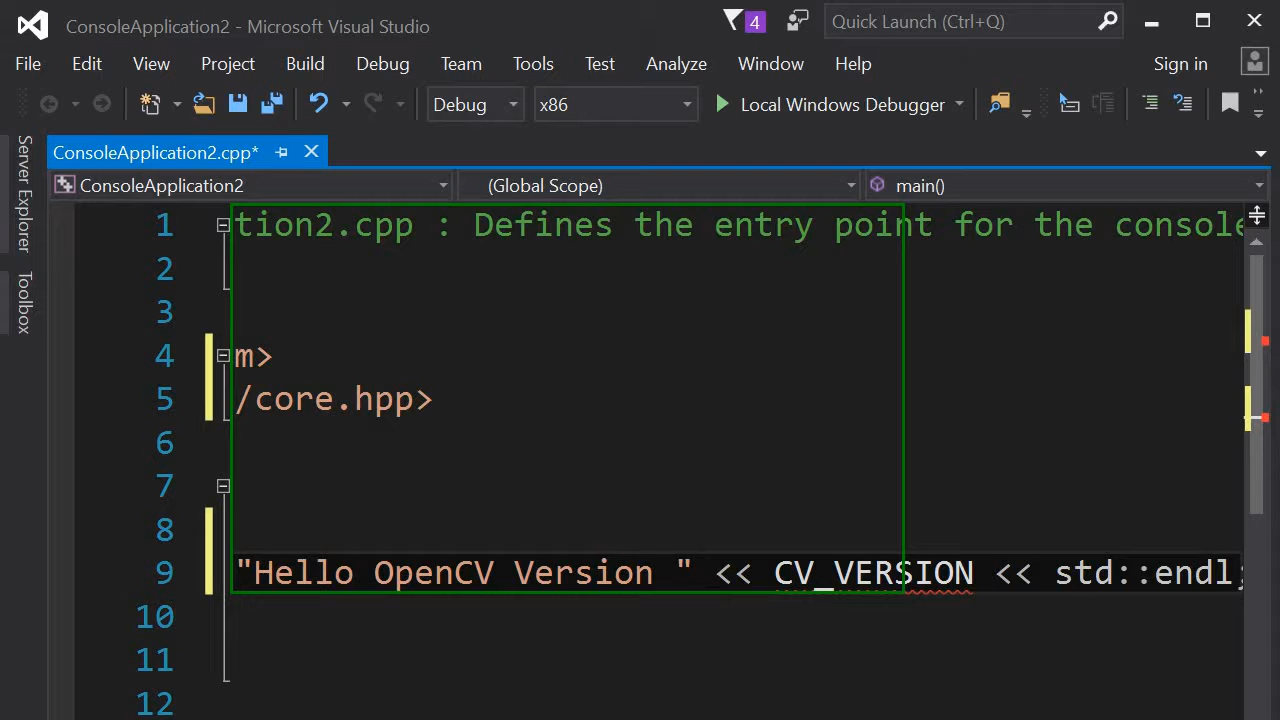 ConsoleApplication2 - Microsoft Visual Studio
4
Quick Launch (Ctrl+Q)
File Edit View Project Build Debug Team Tools Test Analyze Window Help Sign in
Debug x86 Local Windows Debugger
Server Explorer
Toolbox
ConsoleApplication2.cpp*
ConsoleApplication2 (Global Scope) main()
1 tion2.cpp : Defines the entry point for the console
2
3
4 m>
5 /core.hpp>
6
7
8
9 "Hello OpenCV Version " << CV_VERSION << std::endl;
10
11
12